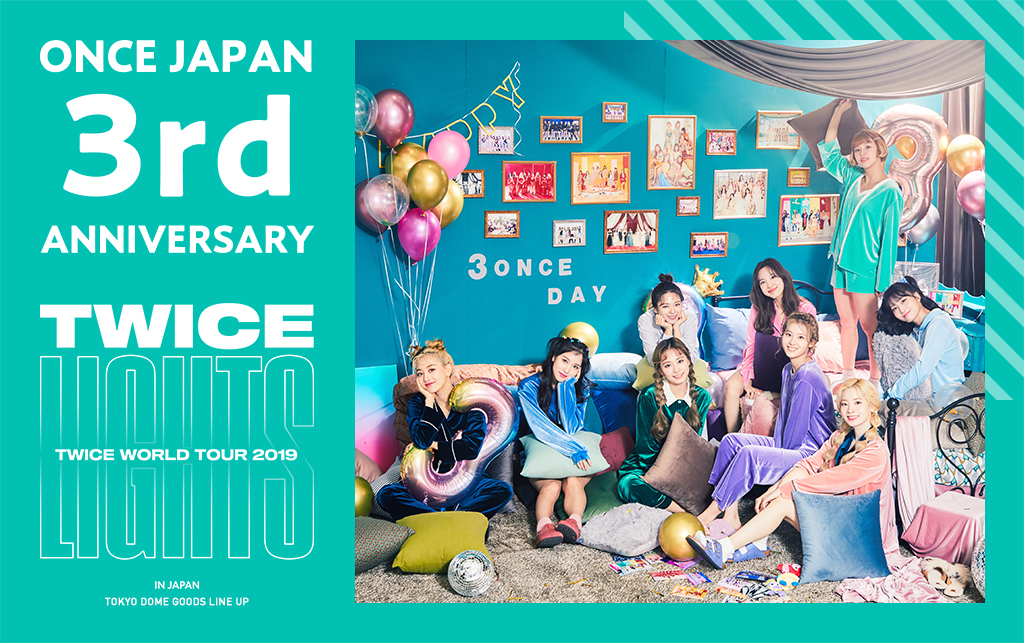 ONCE JAPAN
3rd
ANNIVERSARY
TWICE
LIGHTS
TWICE WORLD TOUR 2019
IN JAPAN
TOKYO DOME GOODS LINE UP
PPY
3 ONCE
DAY